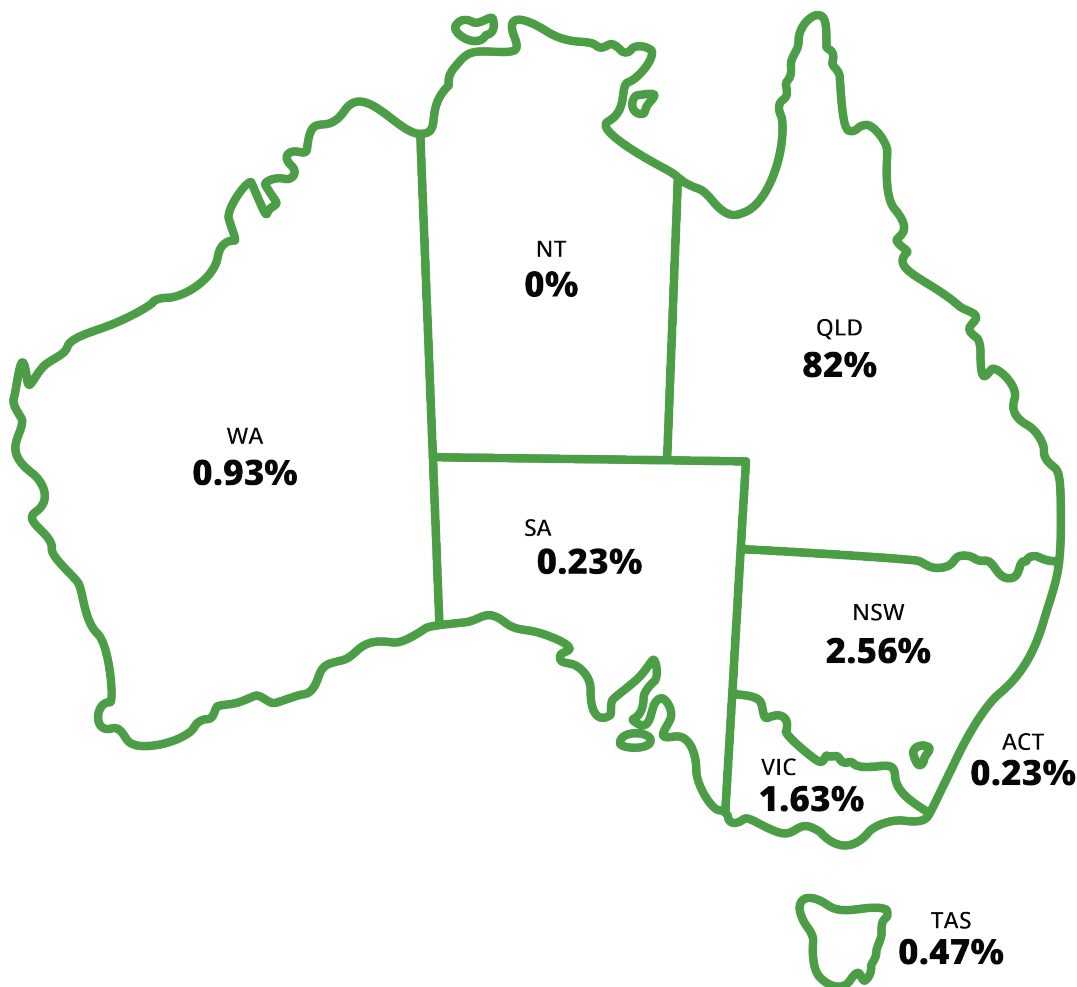 NT
0%
QLD
82%
WA
0.93%
SA
0.23%
NSW
2.56%
ACT
0.23%
VIC
1.63%
TAS
0.47%